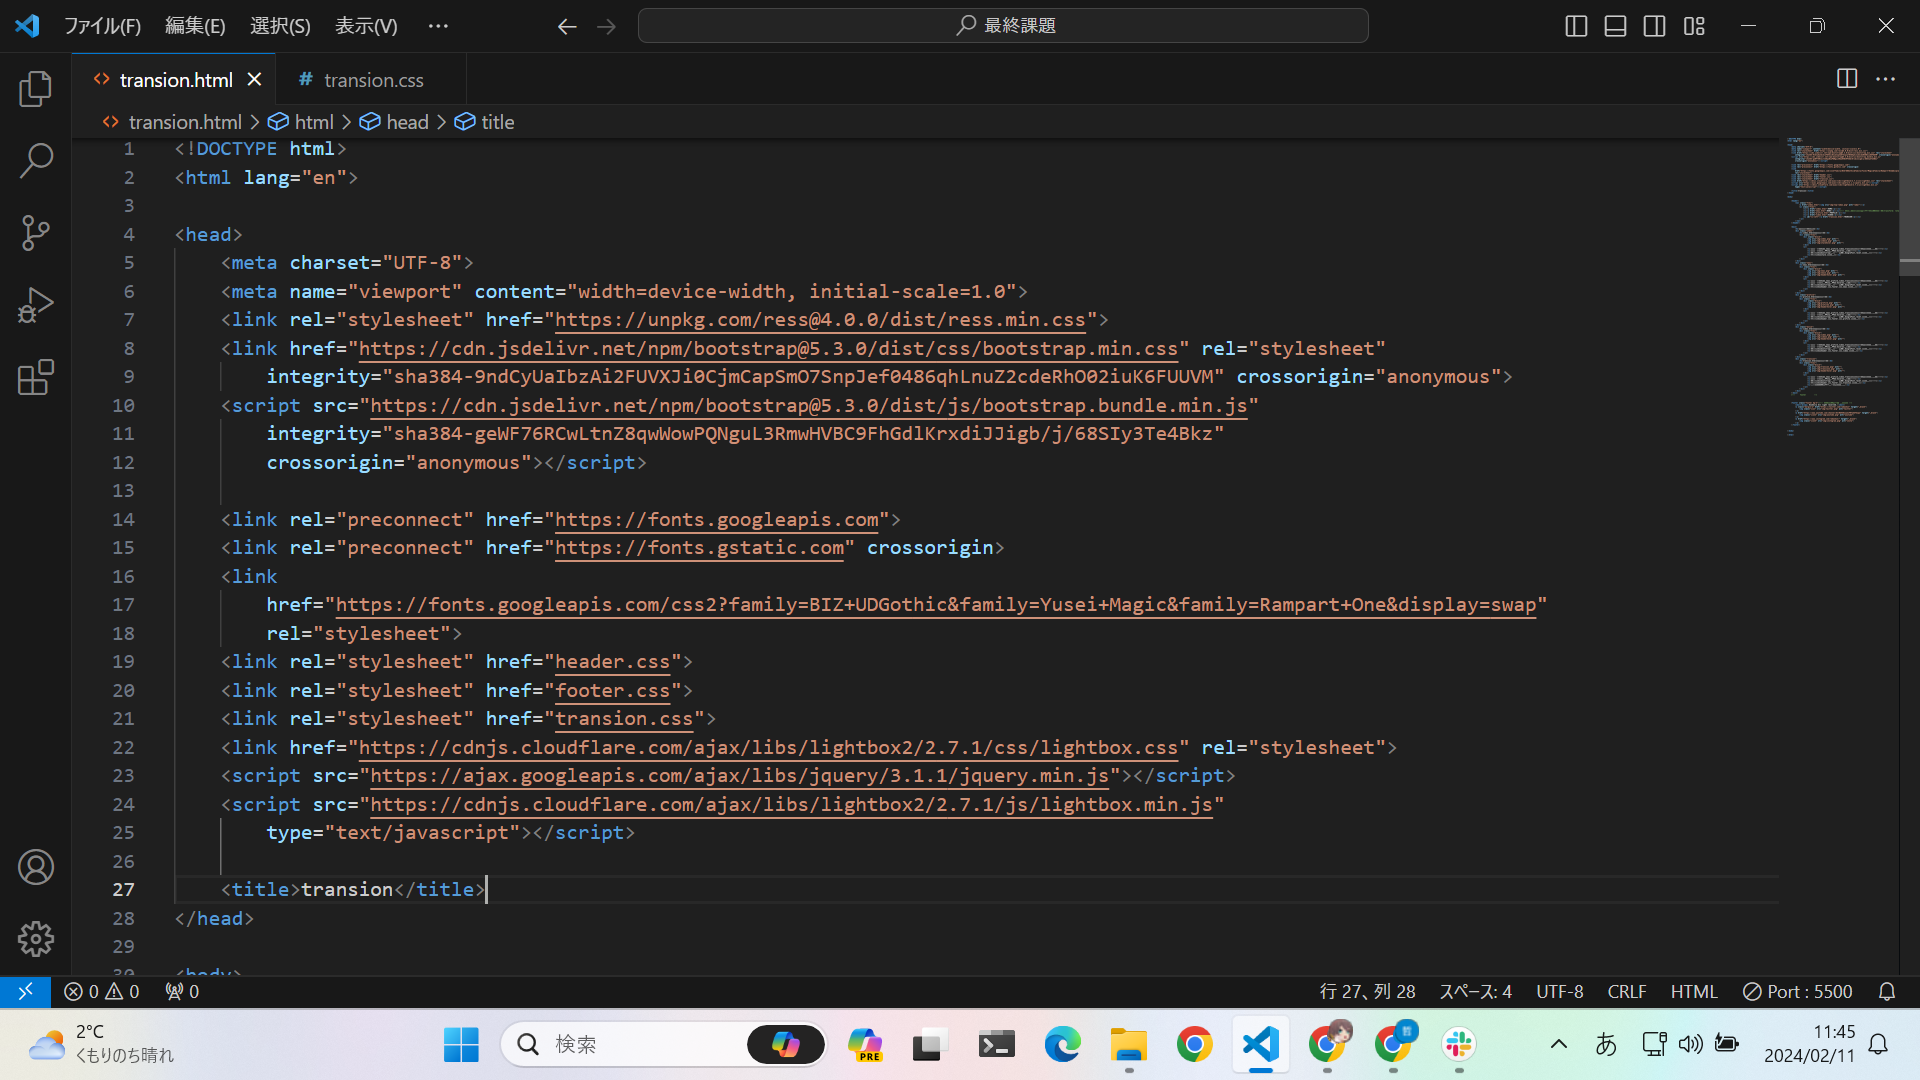 ファイル(F) 編集(E) 選択(S) 表示(V) ··· 最終課題
transion.html # transion.css
transion.html > html > head > title
1 <!DOCTYPE html>
2 <html lang="en">
3
4 <head>
5 <meta charset="UTF-8">
6 <meta name="viewport" content="width=device-width, initial-scale=1.0">
7 <link rel="stylesheet" href="https://unpkg.com/ress@4.0.0/dist/ress.min.css">
8 <link href="https://cdn.jsdelivr.net/npm/bootstrap@5.3.0/dist/css/bootstrap.min.css" rel="stylesheet"
9 integrity="sha384-9ndCyUaIbzAi2FUVXJi0CjmCapSmO7SnpJef0486qhLnuZ2cdeRhO02iuK6FUUVM" crossorigin="anonymous">
10 <script src="https://cdn.jsdelivr.net/npm/bootstrap@5.3.0/dist/js/bootstrap.bundle.min.js"
11 integrity="sha384-geWF76RCwLtnZ8qwWowPQNguL3RmwHVBC9FhGdlKrxdiJJigb/j/68SIy3Te4Bkz"
12 crossorigin="anonymous"></script>
13
14 <link rel="preconnect" href="https://fonts.googleapis.com">
15 <link rel="preconnect" href="https://fonts.gstatic.com" crossorigin>
16 <link
17 href="https://fonts.googleapis.com/css2?family=BIZ+UDGothic&family=Yusei+Magic&family=Rampart+One&display=swap"
18 rel="stylesheet">
19 <link rel="stylesheet" href="header.css">
20 <link rel="stylesheet" href="footer.css">
21 <link rel="stylesheet" href="transion.css">
22 <link href="https://cdnjs.cloudflare.com/ajax/libs/lightbox2/2.7.1/css/lightbox.css" rel="stylesheet">
23 <script src="https://ajax.googleapis.com/ajax/libs/jquery/3.1.1/jquery.min.js"></script>
24 <script src="https://cdnjs.cloudflare.com/ajax/libs/lightbox2/2.7.1/js/lightbox.min.js"
25 type="text/javascript"></script>
26
27 <title>transion</title>
28 </head>
29
30 <body>
0 0 0 行 27、列 28 スペース: 4 UTF-8 CRLF HTML Port : 5500
2°C
くもりのち晴れ
検索
PRE
あ
11:45
2024/02/11